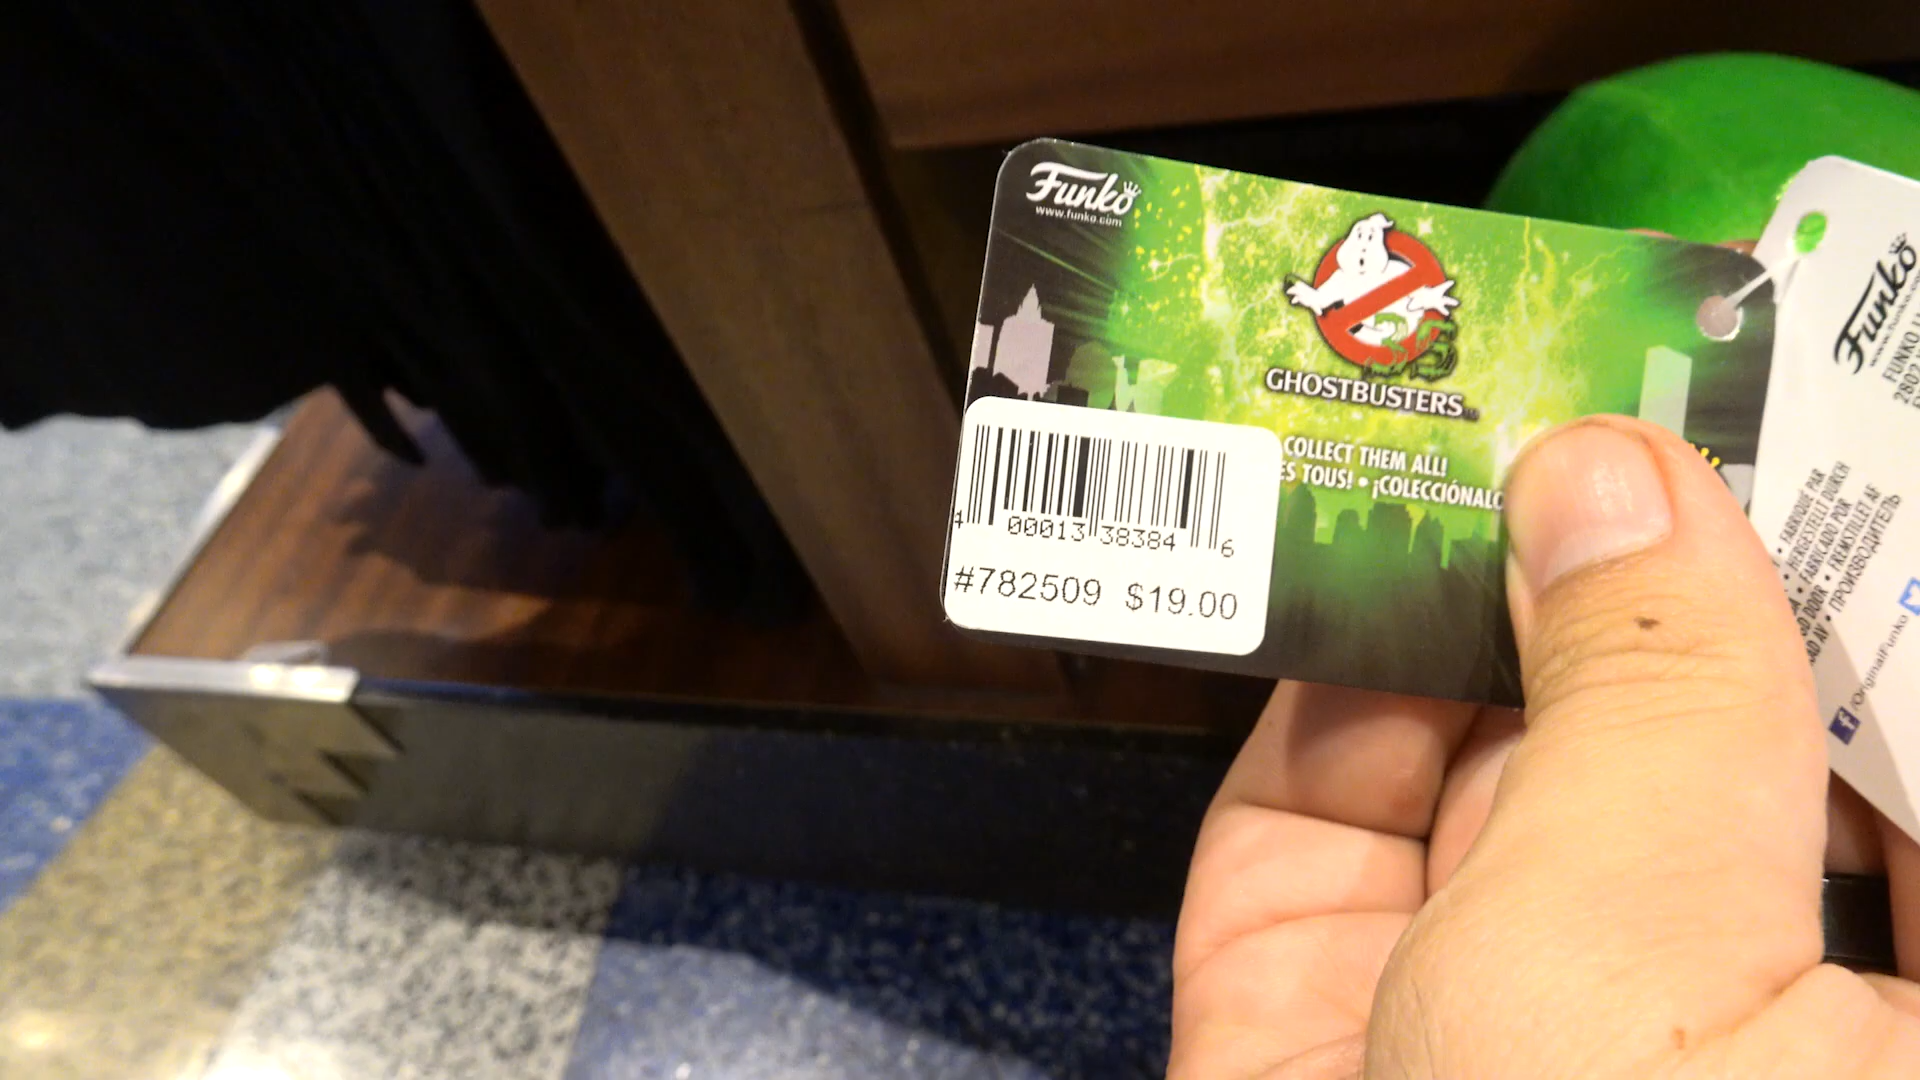 Funko
www.funko.com
GHOSTBUSTERS
COLLECT THEM ALL!
ES TOUS! • ¡COLECCIÓNALO
4 00013 38384 6
#782509 $19.00
Funko
FUNKO
2802
• FABRIQUÉ PAR
• HERGESTELLT DURCH
• FABRICADO POR
• FREMSTILLET AF
• ПРОИЗВОДИТЕЛЬ
/OriginalFunko